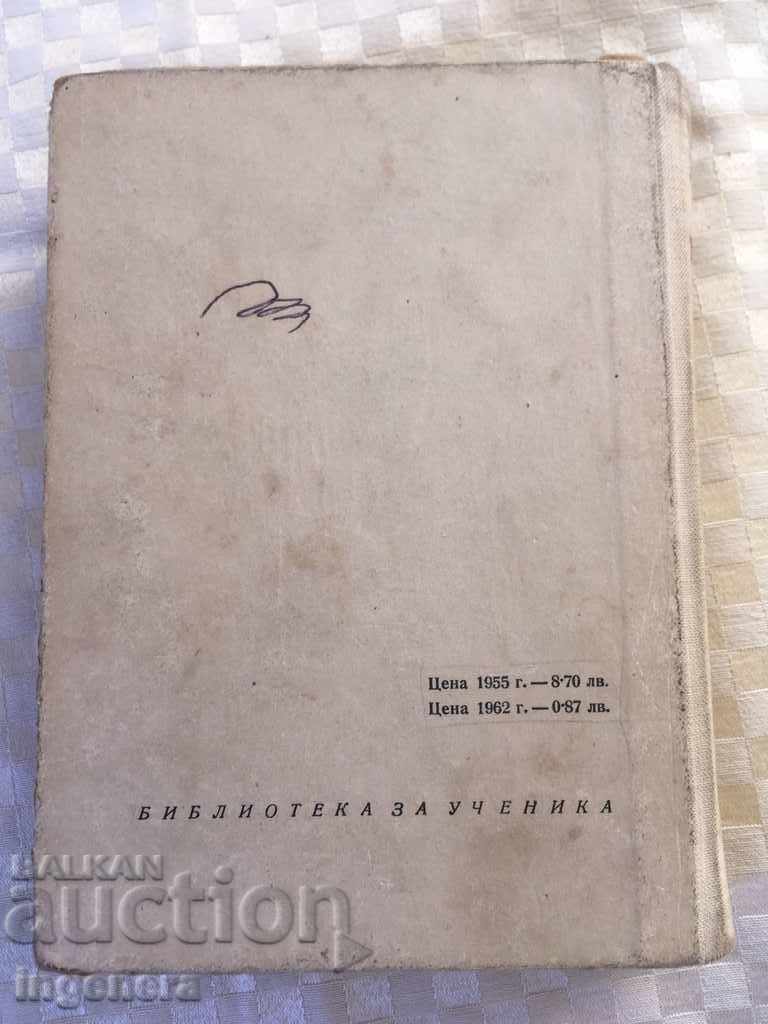 Цена 1955 г. — 8·70 лв.
Цена 1962 г. — 0·87 лв.
БИБЛИОТЕКА ЗА УЧЕНИКА
BALKAN
auction
ingenera